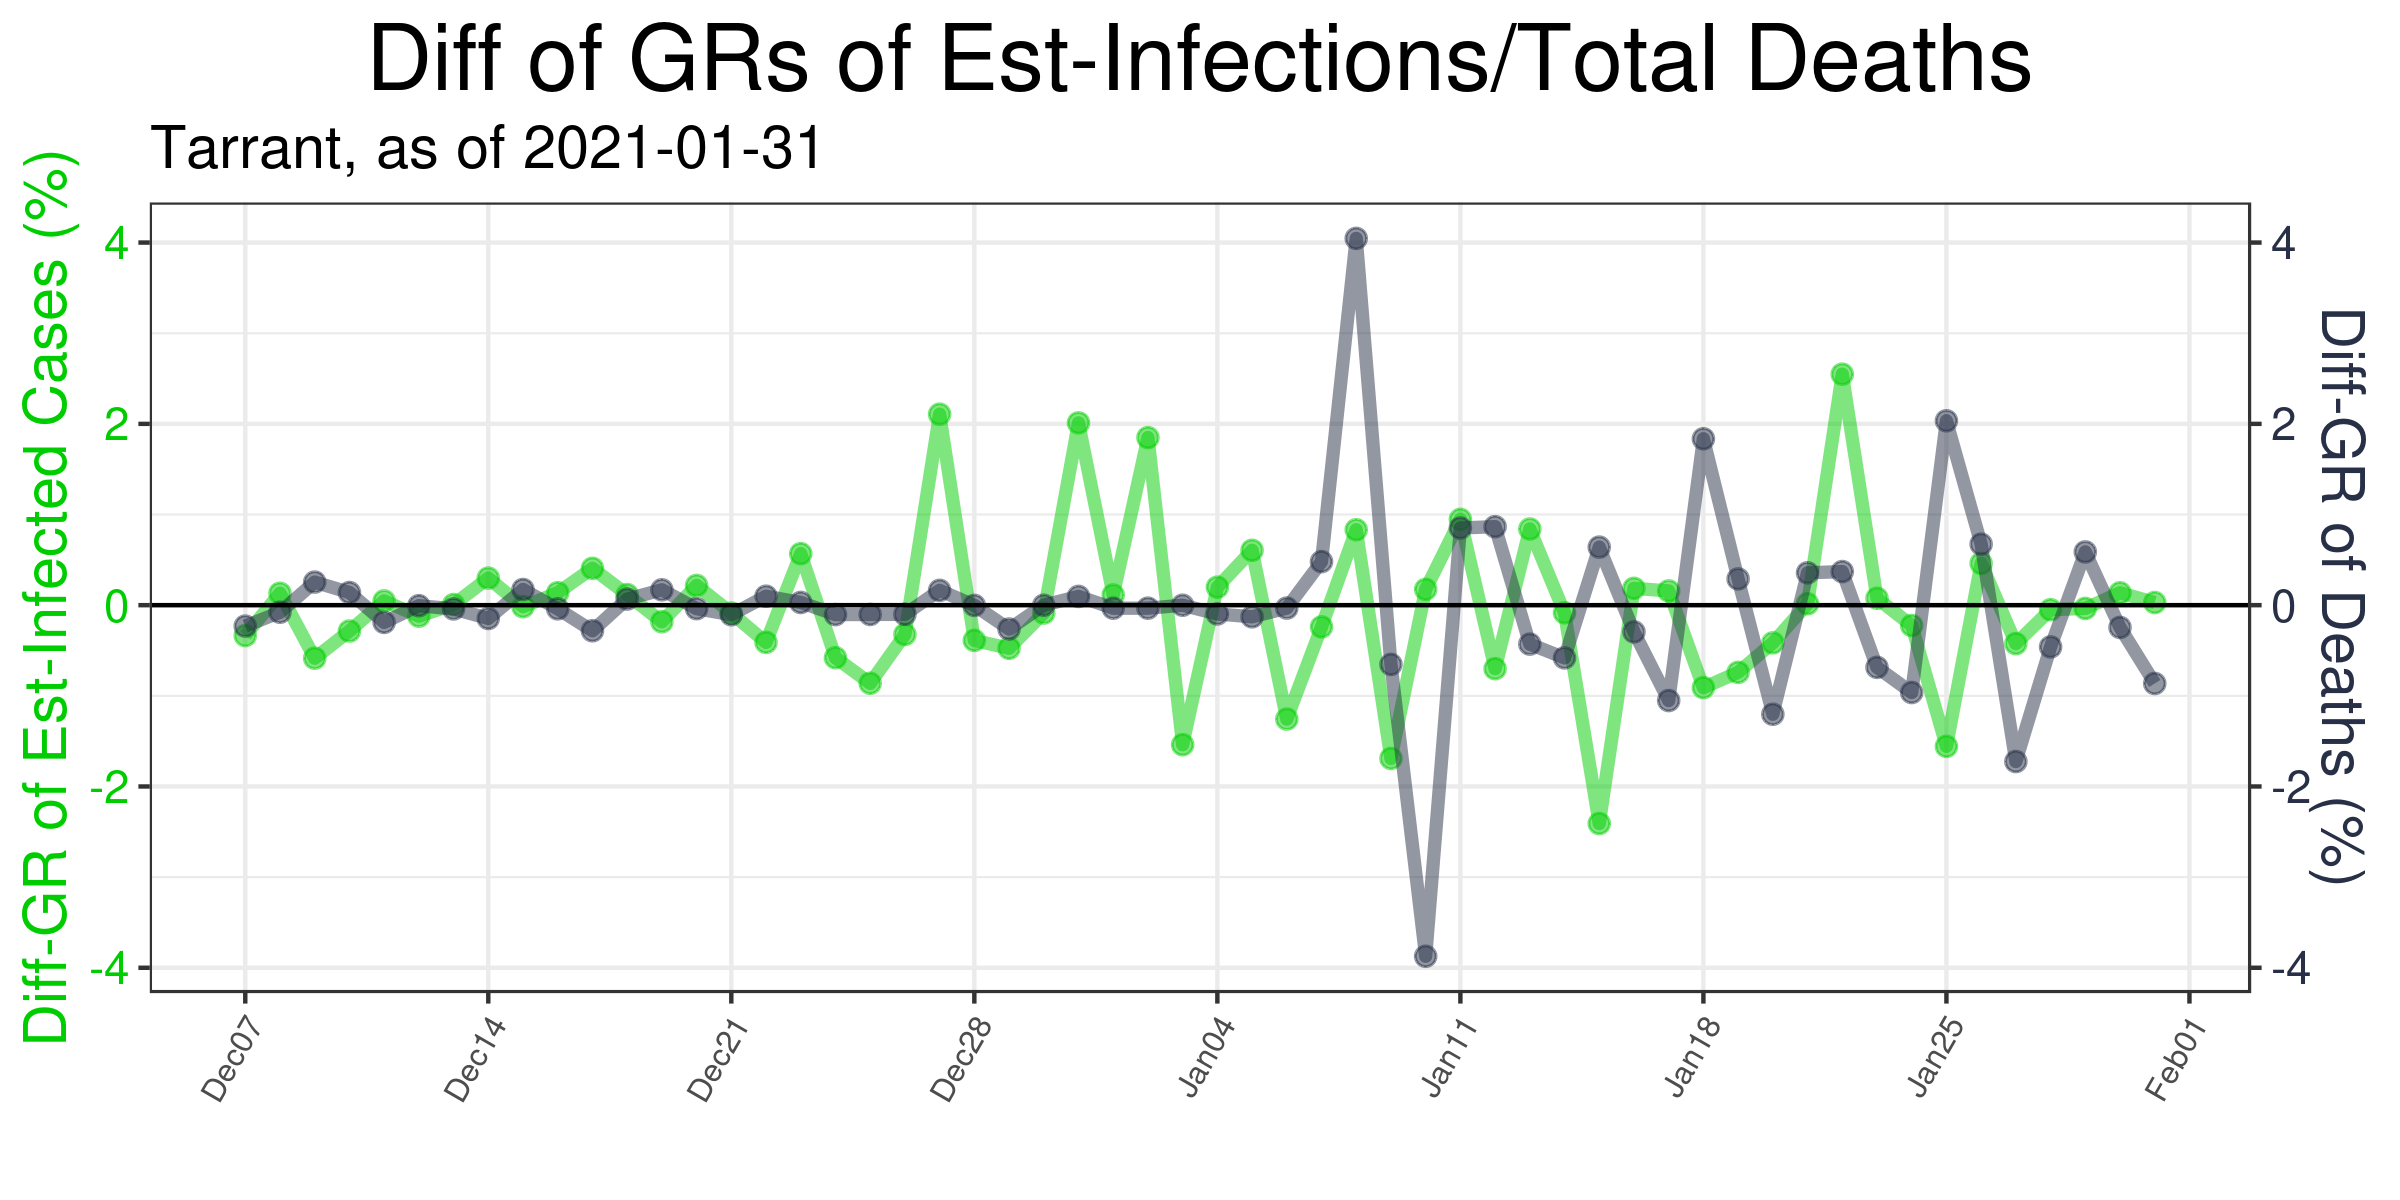 Diff of GRs of Est-Infections/Total Deaths
Tarrant, as of 2021-01-31
Diff-GR of Est-Infected Cases (%)
4
2
0
-2
-4
4
2
0
-2
-4
Diff-GR of Deaths (%)
Dec07
Dec14
Dec21
Dec28
Jan04
Jan11
Jan18
Jan25
Feb01